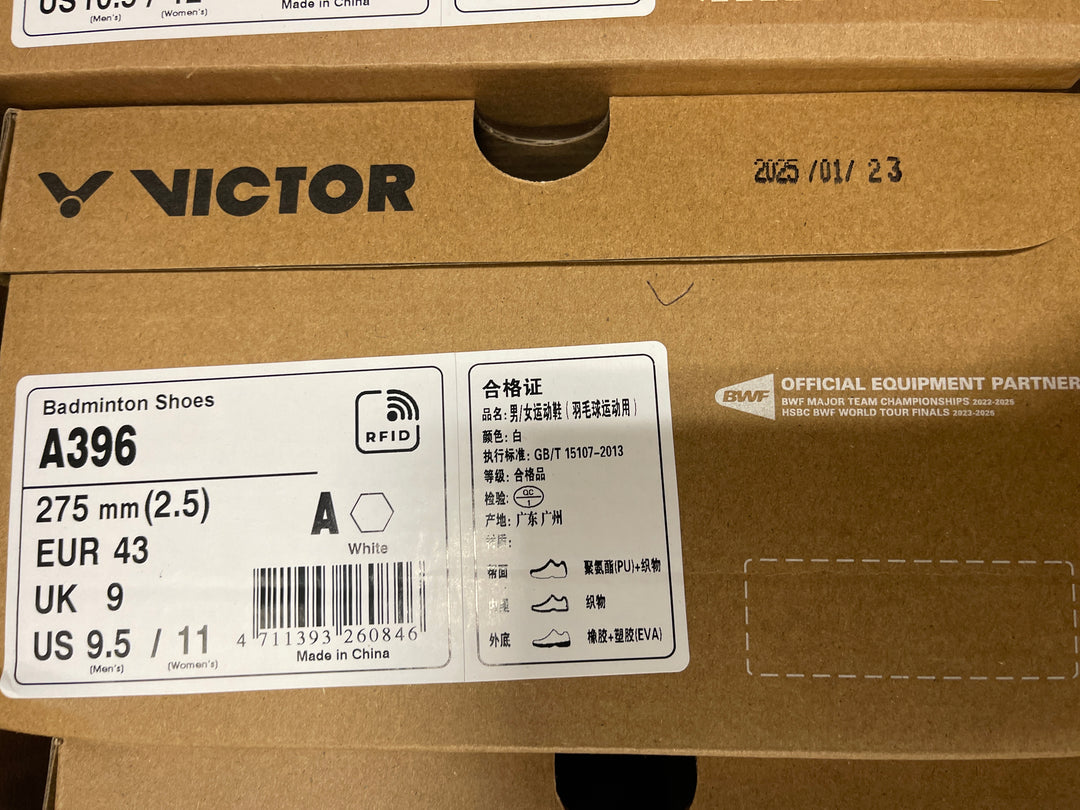 (Men's) (Women's)
Made in China
VICTOR
2025/01/ 23
Badminton Shoes
A396
RFID
275 mm (2.5)
EUR 43
UK 9
US 9.5 / 11
(Men's) (Women's)
A
White
4 711393 260846
Made in China
合格证
品名: 男/女运动鞋 ( 羽毛球运动用 )
颜色: 白
执行标准: GB/T 15107-2013
等级: 合格品
检验: QC 1
产地: 广东 广州
聚氨酯(PU)+织物
织物
外底 橡胶+塑胶(EVA)
BWF
OFFICIAL EQUIPMENT PARTNER
BWF MAJOR TEAM CHAMPIONSHIPS 2022-2025
HSBC BWF WORLD TOUR FINALS 2023-2025